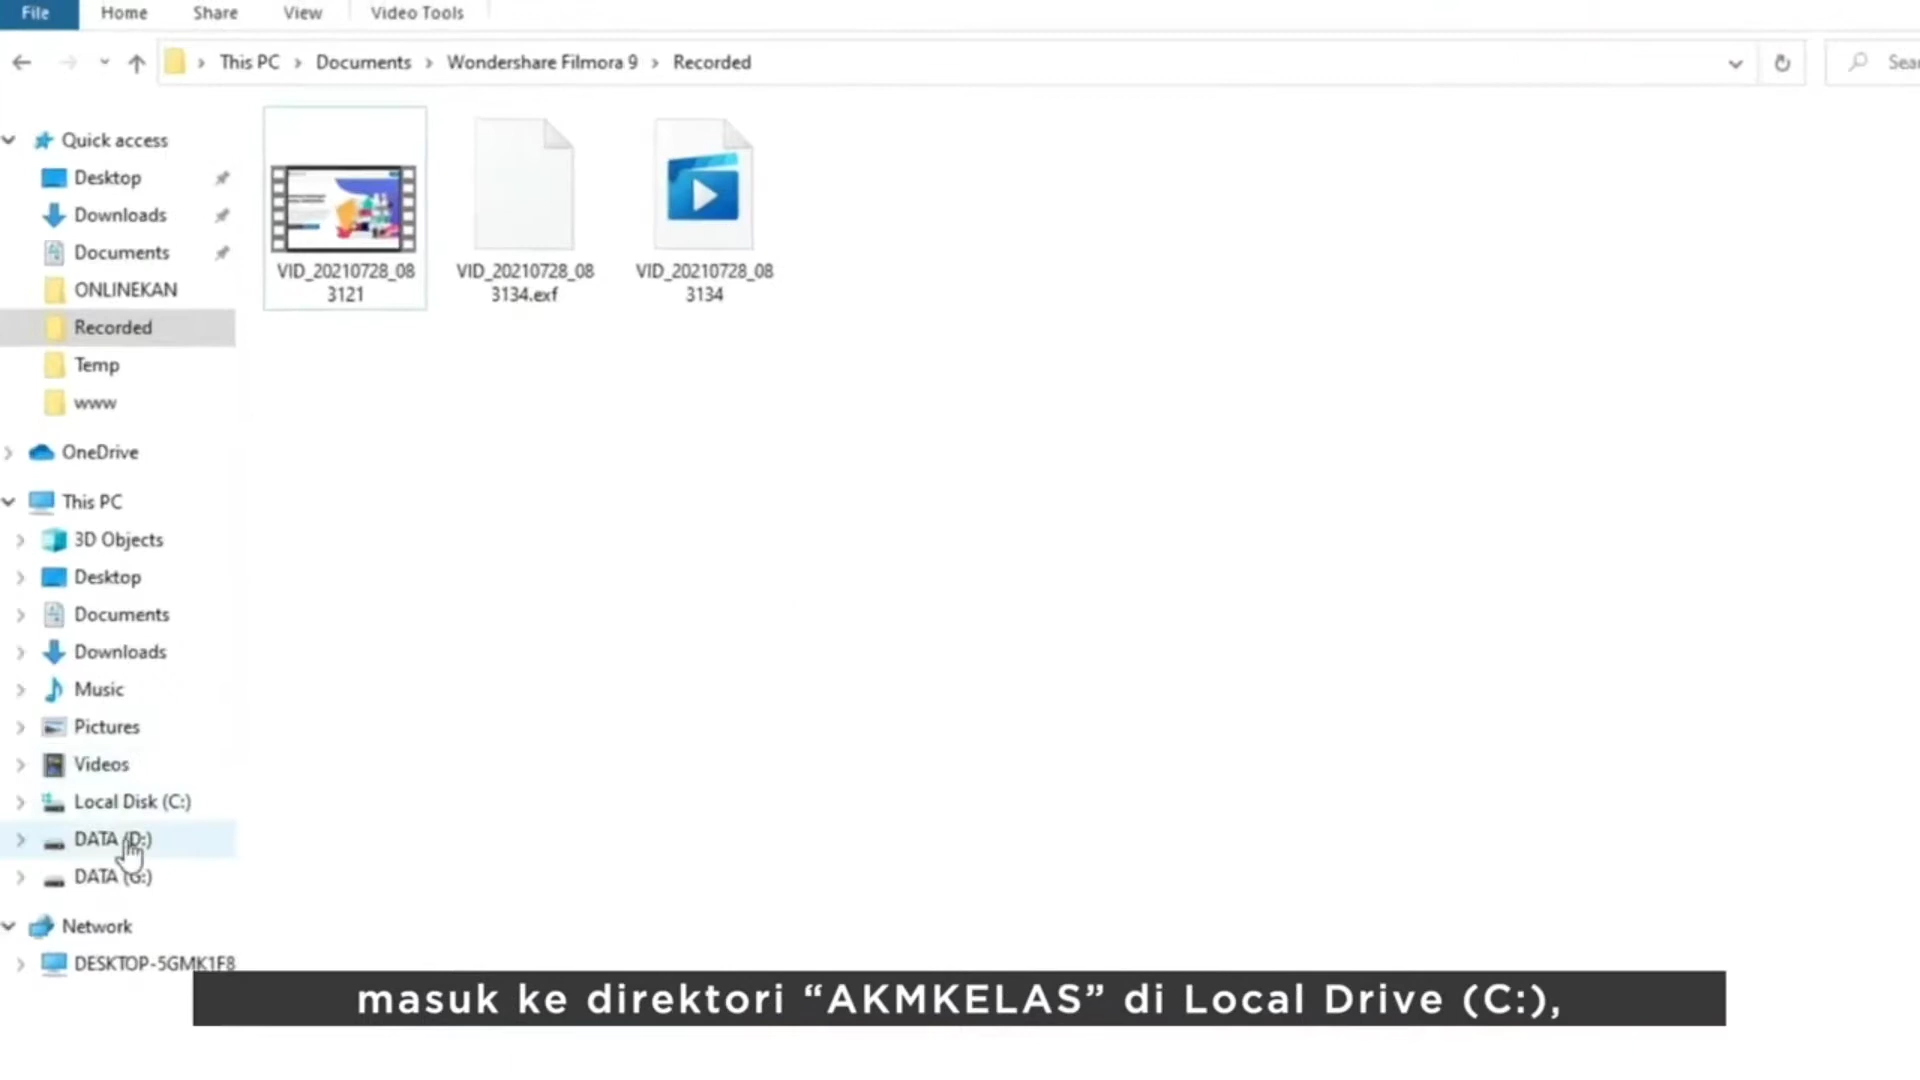 File Home Share View Video Tools
This PC › Documents › Wondershare Filmora 9 › Recorded
Quick access
Desktop
Downloads
Documents
ONLINEKAN
Recorded
Temp
www
OneDrive
This PC
3D Objects
Desktop
Documents
Downloads
Music
Pictures
Videos
Local Disk (C:)
DATA (D:)
DATA (G:)
Network
DESKTOP-5GMK1F8
VID_20210728_08
3121
VID_20210728_08
3134.exf
VID_20210728_08
3134
masuk ke direktori “AKMKELAS” di Local Drive (C:),